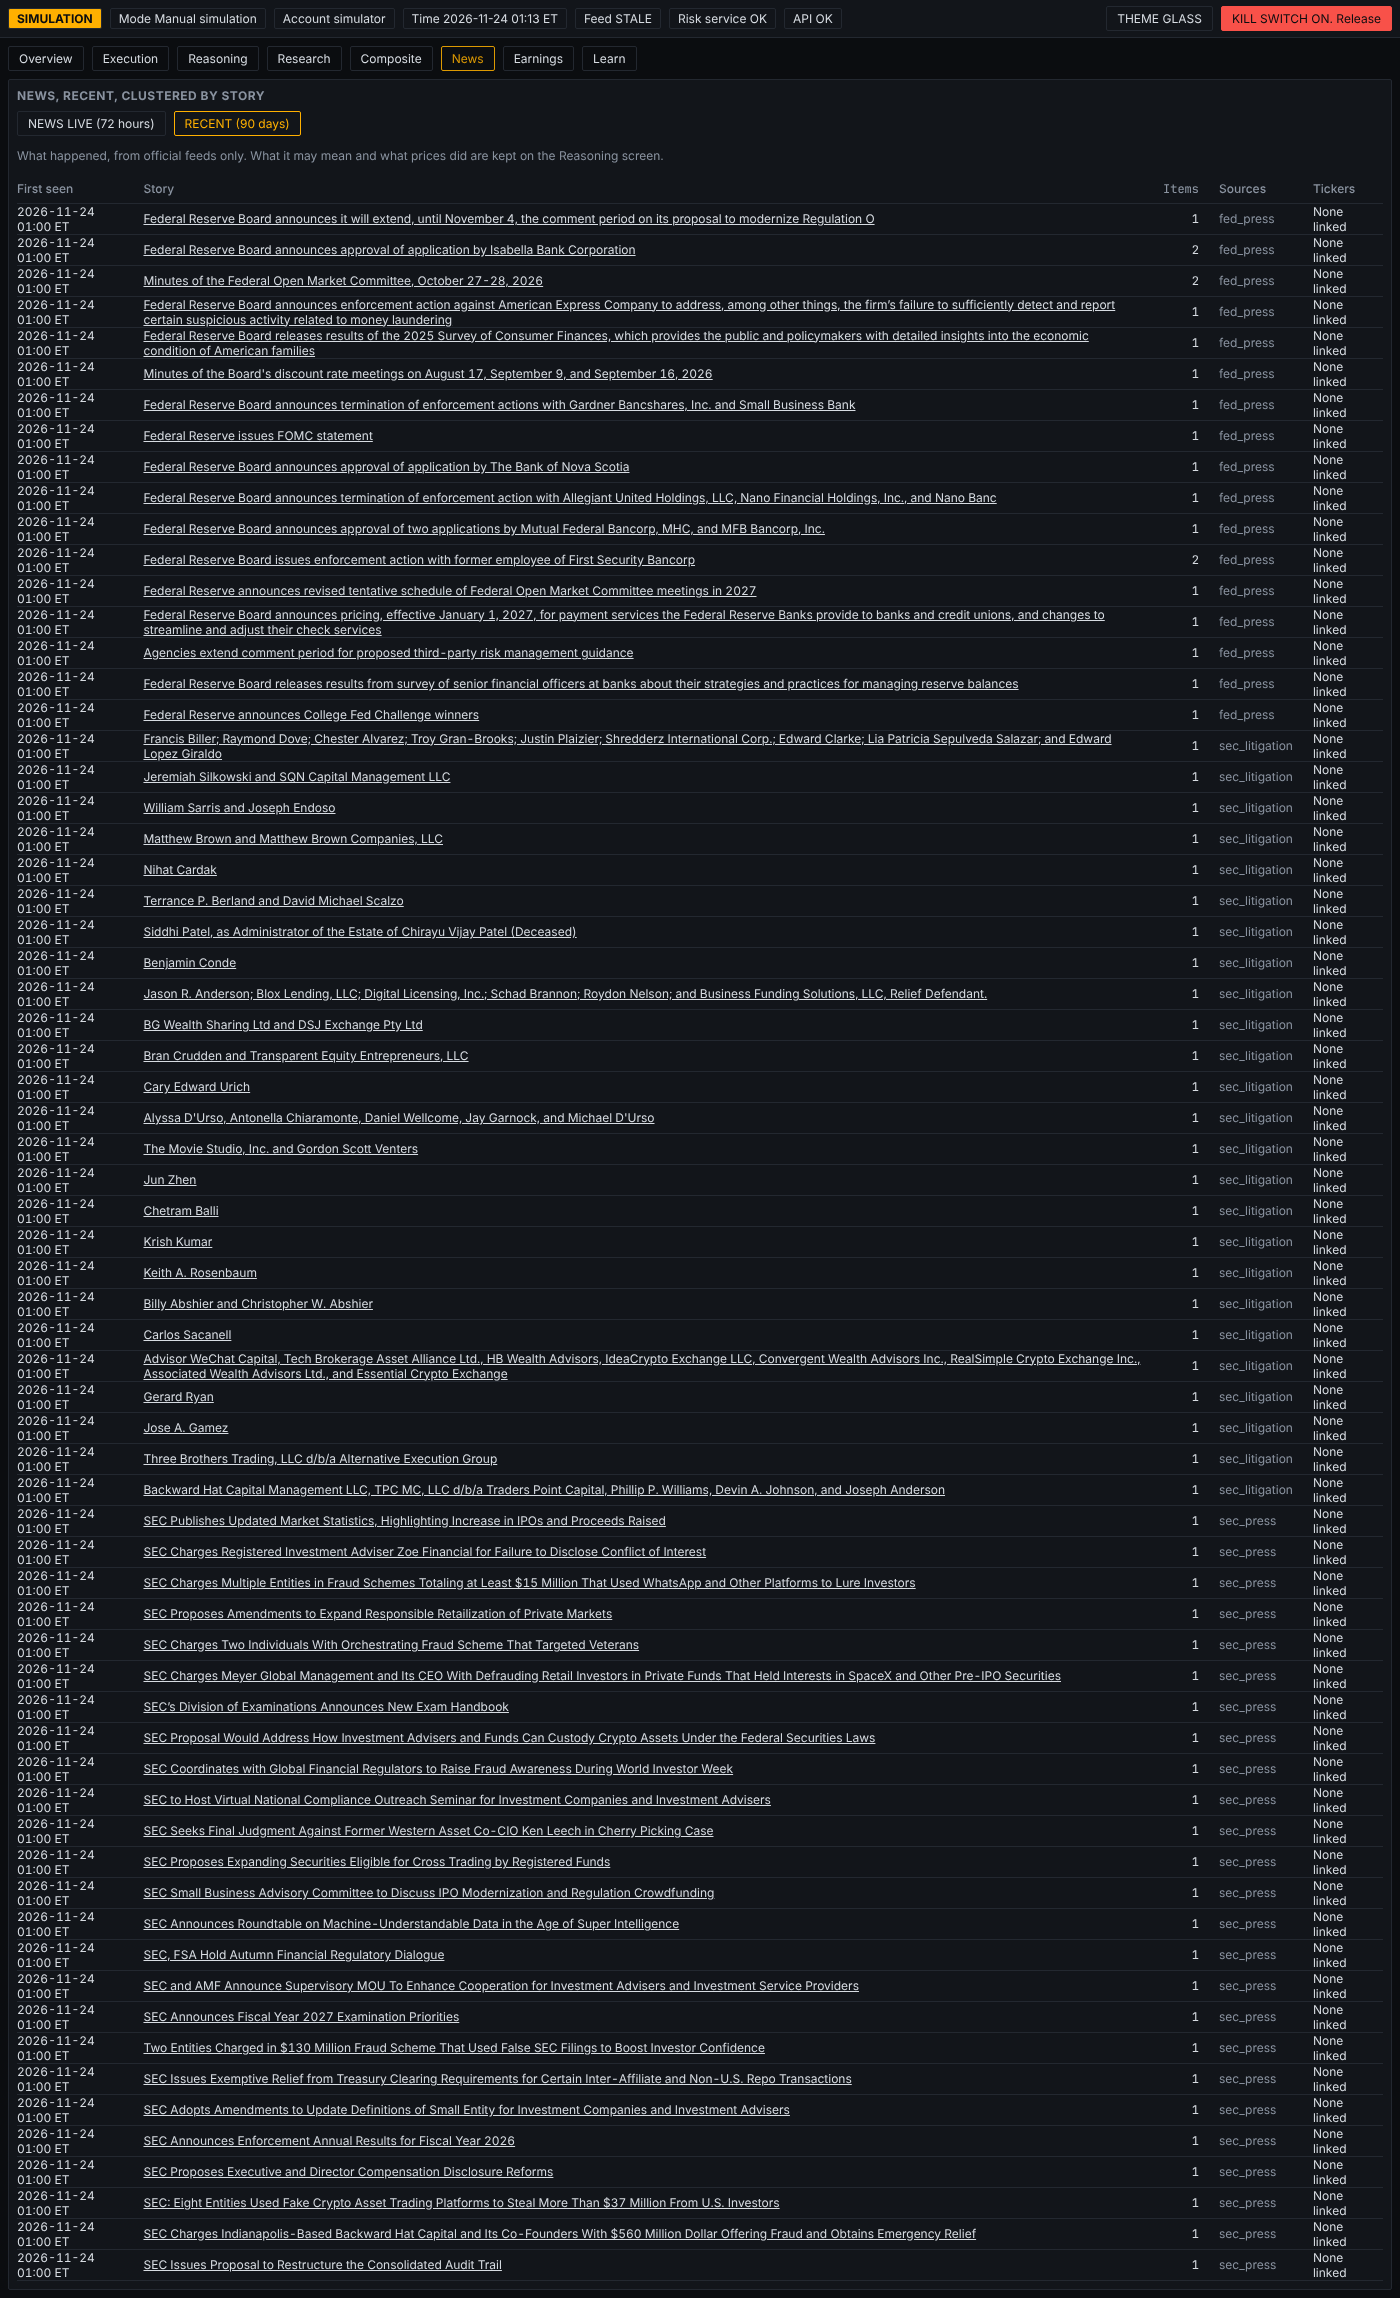 SIMULATION Mode Manual simulation Account simulator Time 2026-11-24 01:13 ET Feed STALE Risk service OK API OK THEME GLASS KILL SWITCH ON. Release
Overview Execution Reasoning Research Composite News Earnings Learn
NEWS, RECENT, CLUSTERED BY STORY
NEWS LIVE (72 hours) RECENT (90 days)
What happened, from official feeds only. What it may mean and what prices did are kept on the Reasoning screen.
First seen Story Items Sources Tickers
2026-11-24 01:00 ET Federal Reserve Board announces it will extend, until November 4, the comment period on its proposal to modernize Regulation O 1 fed_press None linked
2026-11-24 01:00 ET Federal Reserve Board announces approval of application by Isabella Bank Corporation 2 fed_press None linked
2026-11-24 01:00 ET Minutes of the Federal Open Market Committee, October 27-28, 2026 2 fed_press None linked
2026-11-24 01:00 ET Federal Reserve Board announces enforcement action against American Express Company to address, among other things, the firm's failure to sufficiently detect and report certain suspicious activity related to money laundering 1 fed_press None linked
2026-11-24 01:00 ET Federal Reserve Board releases results of the 2025 Survey of Consumer Finances, which provides the public and policymakers with detailed insights into the economic condition of American families 1 fed_press None linked
2026-11-24 01:00 ET Minutes of the Board's discount rate meetings on August 17, September 9, and September 16, 2026 1 fed_press None linked
2026-11-24 01:00 ET Federal Reserve Board announces termination of enforcement actions with Gardner Bancshares, Inc. and Small Business Bank 1 fed_press None linked
2026-11-24 01:00 ET Federal Reserve issues FOMC statement 1 fed_press None linked
2026-11-24 01:00 ET Federal Reserve Board announces approval of application by The Bank of Nova Scotia 1 fed_press None linked
2026-11-24 01:00 ET Federal Reserve Board announces termination of enforcement action with Allegiant United Holdings, LLC, Nano Financial Holdings, Inc., and Nano Banc 1 fed_press None linked
2026-11-24 01:00 ET Federal Reserve Board announces approval of two applications by Mutual Federal Bancorp, MHC, and MFB Bancorp, Inc. 1 fed_press None linked
2026-11-24 01:00 ET Federal Reserve Board issues enforcement action with former employee of First Security Bancorp 2 fed_press None linked
2026-11-24 01:00 ET Federal Reserve announces revised tentative schedule of Federal Open Market Committee meetings in 2027 1 fed_press None linked
2026-11-24 01:00 ET Federal Reserve Board announces pricing, effective January 1, 2027, for payment services the Federal Reserve Banks provide to banks and credit unions, and changes to streamline and adjust their check services 1 fed_press None linked
2026-11-24 01:00 ET Agencies extend comment period for proposed third-party risk management guidance 1 fed_press None linked
2026-11-24 01:00 ET Federal Reserve Board releases results from survey of senior financial officers at banks about their strategies and practices for managing reserve balances 1 fed_press None linked
2026-11-24 01:00 ET Federal Reserve announces College Fed Challenge winners 1 fed_press None linked
2026-11-24 01:00 ET Francis Biller; Raymond Dove; Chester Alvarez; Troy Gran-Brooks; Justin Plaizier; Shredderz International Corp.; Edward Clarke; Lia Patricia Sepulveda Salazar; and Edward Lopez Giraldo 1 sec_litigation None linked
2026-11-24 01:00 ET Jeremiah Silkowski and SQN Capital Management LLC 1 sec_litigation None linked
2026-11-24 01:00 ET William Sarris and Joseph Endoso 1 sec_litigation None linked
2026-11-24 01:00 ET Matthew Brown and Matthew Brown Companies, LLC 1 sec_litigation None linked
2026-11-24 01:00 ET Nihat Cardak 1 sec_litigation None linked
2026-11-24 01:00 ET Terrance P. Berland and David Michael Scalzo 1 sec_litigation None linked
2026-11-24 01:00 ET Siddhi Patel, as Administrator of the Estate of Chirayu Vijay Patel (Deceased) 1 sec_litigation None linked
2026-11-24 01:00 ET Benjamin Conde 1 sec_litigation None linked
2026-11-24 01:00 ET Jason R. Anderson; Blox Lending, LLC; Digital Licensing, Inc.; Schad Brannon; Roydon Nelson; and Business Funding Solutions, LLC, Relief Defendant. 1 sec_litigation None linked
2026-11-24 01:00 ET BG Wealth Sharing Ltd and DSJ Exchange Pty Ltd 1 sec_litigation None linked
2026-11-24 01:00 ET Bran Crudden and Transparent Equity Entrepreneurs, LLC 1 sec_litigation None linked
2026-11-24 01:00 ET Cary Edward Urich 1 sec_litigation None linked
2026-11-24 01:00 ET Alyssa D'Urso, Antonella Chiaramonte, Daniel Wellcome, Jay Garnock, and Michael D'Urso 1 sec_litigation None linked
2026-11-24 01:00 ET The Movie Studio, Inc. and Gordon Scott Venters 1 sec_litigation None linked
2026-11-24 01:00 ET Jun Zhen 1 sec_litigation None linked
2026-11-24 01:00 ET Chetram Balli 1 sec_litigation None linked
2026-11-24 01:00 ET Krish Kumar 1 sec_litigation None linked
2026-11-24 01:00 ET Keith A. Rosenbaum 1 sec_litigation None linked
2026-11-24 01:00 ET Billy Abshier and Christopher W. Abshier 1 sec_litigation None linked
2026-11-24 01:00 ET Carlos Sacanell 1 sec_litigation None linked
2026-11-24 01:00 ET Advisor WeChat Capital, Tech Brokerage Asset Alliance Ltd., HB Wealth Advisors, IdeaCrypto Exchange LLC, Convergent Wealth Advisors Inc., RealSimple Crypto Exchange Inc., Associated Wealth Advisors Ltd., and Essential Crypto Exchange 1 sec_litigation None linked
2026-11-24 01:00 ET Gerard Ryan 1 sec_litigation None linked
2026-11-24 01:00 ET Jose A. Gamez 1 sec_litigation None linked
2026-11-24 01:00 ET Three Brothers Trading, LLC d/b/a Alternative Execution Group 1 sec_litigation None linked
2026-11-24 01:00 ET Backward Hat Capital Management LLC, TPC MC, LLC d/b/a Traders Point Capital, Phillip P. Williams, Devin A. Johnson, and Joseph Anderson 1 sec_litigation None linked
2026-11-24 01:00 ET SEC Publishes Updated Market Statistics, Highlighting Increase in IPOs and Proceeds Raised 1 sec_press None linked
2026-11-24 01:00 ET SEC Charges Registered Investment Adviser Zoe Financial for Failure to Disclose Conflict of Interest 1 sec_press None linked
2026-11-24 01:00 ET SEC Charges Multiple Entities in Fraud Schemes Totaling at Least $15 Million That Used WhatsApp and Other Platforms to Lure Investors 1 sec_press None linked
2026-11-24 01:00 ET SEC Proposes Amendments to Expand Responsible Retailization of Private Markets 1 sec_press None linked
2026-11-24 01:00 ET SEC Charges Two Individuals With Orchestrating Fraud Scheme That Targeted Veterans 1 sec_press None linked
2026-11-24 01:00 ET SEC Charges Meyer Global Management and Its CEO With Defrauding Retail Investors in Private Funds That Held Interests in SpaceX and Other Pre-IPO Securities 1 sec_press None linked
2026-11-24 01:00 ET SEC's Division of Examinations Announces New Exam Handbook 1 sec_press None linked
2026-11-24 01:00 ET SEC Proposal Would Address How Investment Advisers and Funds Can Custody Crypto Assets Under the Federal Securities Laws 1 sec_press None linked
2026-11-24 01:00 ET SEC Coordinates with Global Financial Regulators to Raise Fraud Awareness During World Investor Week 1 sec_press None linked
2026-11-24 01:00 ET SEC to Host Virtual National Compliance Outreach Seminar for Investment Companies and Investment Advisers 1 sec_press None linked
2026-11-24 01:00 ET SEC Seeks Final Judgment Against Former Western Asset Co-CIO Ken Leech in Cherry Picking Case 1 sec_press None linked
2026-11-24 01:00 ET SEC Proposes Expanding Securities Eligible for Cross Trading by Registered Funds 1 sec_press None linked
2026-11-24 01:00 ET SEC Small Business Advisory Committee to Discuss IPO Modernization and Regulation Crowdfunding 1 sec_press None linked
2026-11-24 01:00 ET SEC Announces Roundtable on Machine-Understandable Data in the Age of Super Intelligence 1 sec_press None linked
2026-11-24 01:00 ET SEC, FSA Hold Autumn Financial Regulatory Dialogue 1 sec_press None linked
2026-11-24 01:00 ET SEC and AMF Announce Supervisory MOU To Enhance Cooperation for Investment Advisers and Investment Service Providers 1 sec_press None linked
2026-11-24 01:00 ET SEC Announces Fiscal Year 2027 Examination Priorities 1 sec_press None linked
2026-11-24 01:00 ET Two Entities Charged in $130 Million Fraud Scheme That Used False SEC Filings to Boost Investor Confidence 1 sec_press None linked
2026-11-24 01:00 ET SEC Issues Exemptive Relief from Treasury Clearing Requirements for Certain Inter-Affiliate and Non-U.S. Repo Transactions 1 sec_press None linked
2026-11-24 01:00 ET SEC Adopts Amendments to Update Definitions of Small Entity for Investment Companies and Investment Advisers 1 sec_press None linked
2026-11-24 01:00 ET SEC Announces Enforcement Annual Results for Fiscal Year 2026 1 sec_press None linked
2026-11-24 01:00 ET SEC Proposes Executive and Director Compensation Disclosure Reforms 1 sec_press None linked
2026-11-24 01:00 ET SEC: Eight Entities Used Fake Crypto Asset Trading Platforms to Steal More Than $37 Million From U.S. Investors 1 sec_press None linked
2026-11-24 01:00 ET SEC Charges Indianapolis-Based Backward Hat Capital and Its Co-Founders With $560 Million Dollar Offering Fraud and Obtains Emergency Relief 1 sec_press None linked
2026-11-24 01:00 ET SEC Issues Proposal to Restructure the Consolidated Audit Trail 1 sec_press None linked